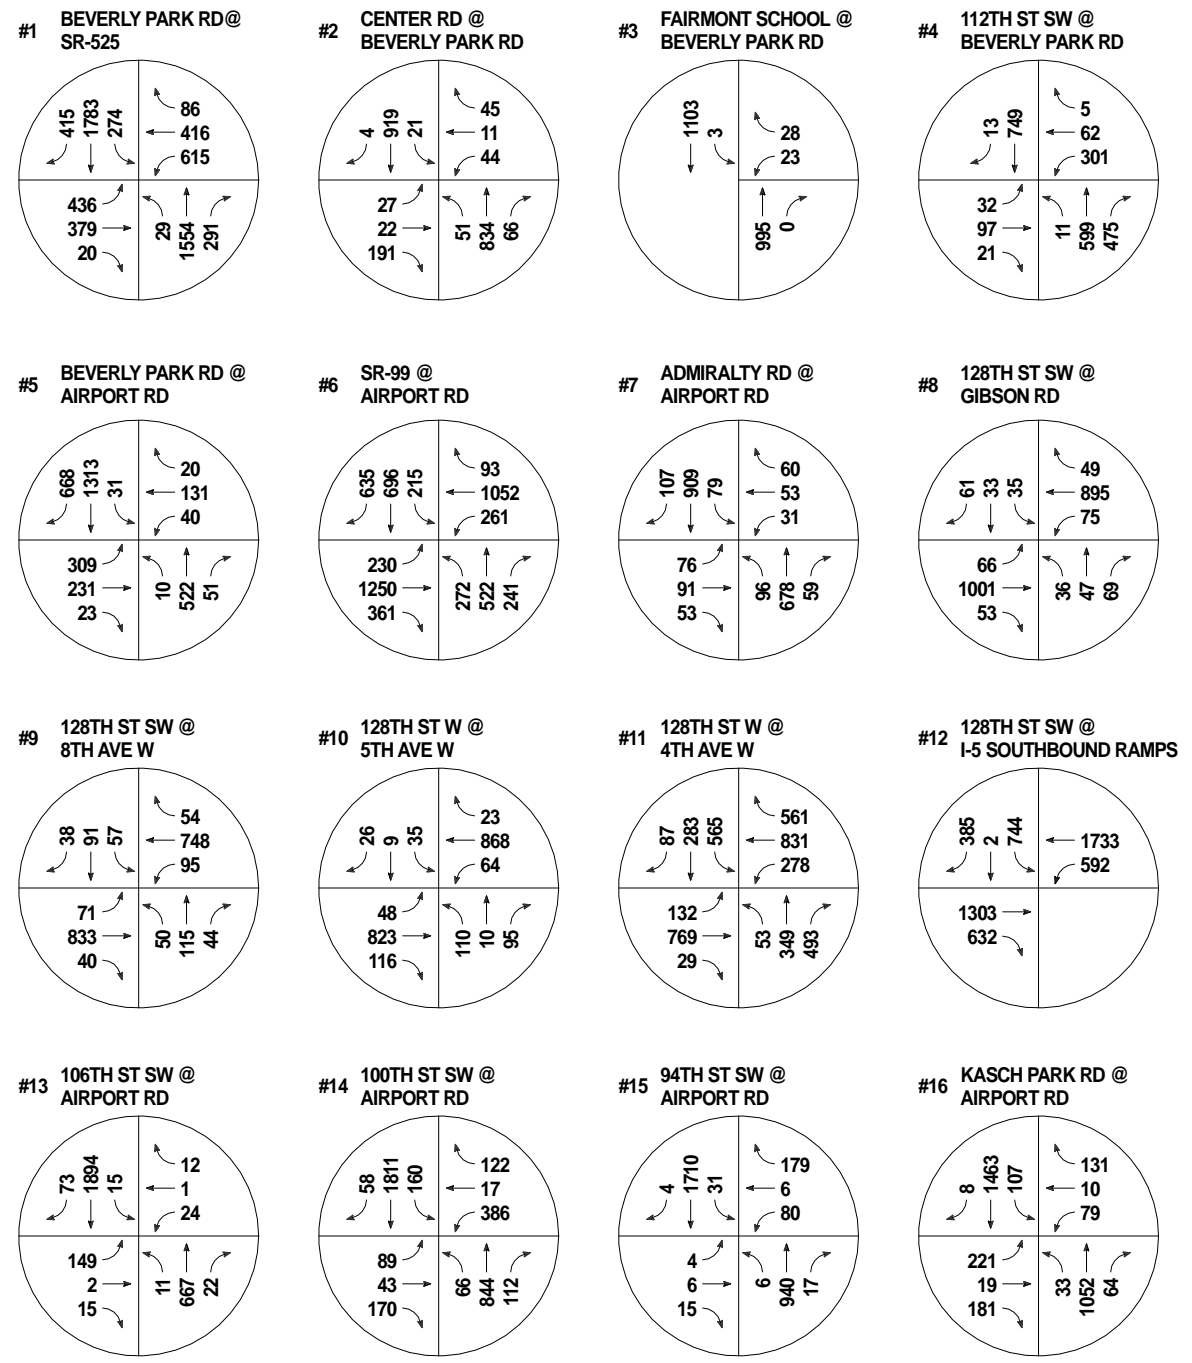 #1 BEVERLY PARK RD@
SR-525
415 1783 274
86
416
615
436
379
20
29 1554 291
#2 CENTER RD @
BEVERLY PARK RD
4 919 21
45
11
44
27
22
191
51 834 66
#3 FAIRMONT SCHOOL @
BEVERLY PARK RD
1103 3
28
23
995 0
#4 112TH ST SW @
BEVERLY PARK RD
13 749
5
62
301
32
97
21
11 599 475
#5 BEVERLY PARK RD @
AIRPORT RD
668 1313 31
20
131
40
309
231
23
10 522 51
#6 SR-99 @
AIRPORT RD
635 696 215
93
1052
261
230
1250
361
272 522 241
#7 ADMIRALTY RD @
AIRPORT RD
107 909 79
60
53
31
76
91
53
96 678 59
#8 128TH ST SW @
GIBSON RD
61 33 35
49
895
75
66
1001
53
36 47 69
#9 128TH ST SW @
8TH AVE W
38 91 57
54
748
95
71
833
40
50 115 44
#10 128TH ST W @
5TH AVE W
26 9 35
23
868
64
48
823
116
110 10 95
#11 128TH ST W @
4TH AVE W
87 283 565
561
831
278
132
769
29
53 349 493
#12 128TH ST SW @
I-5 SOUTHBOUND RAMPS
385 2 744
1733
592
1303
632
#13 106TH ST SW @
AIRPORT RD
73 1894 15
12
1
24
149
2
15
11 667 22
#14 100TH ST SW @
AIRPORT RD
58 1811 160
122
17
386
89
43
170
66 844 112
#15 94TH ST SW @
AIRPORT RD
4 1710 31
179
6
80
4
6
15
6 940 17
#16 KASCH PARK RD @
AIRPORT RD
8 1463 107
131
10
79
221
19
181
33 1052 64